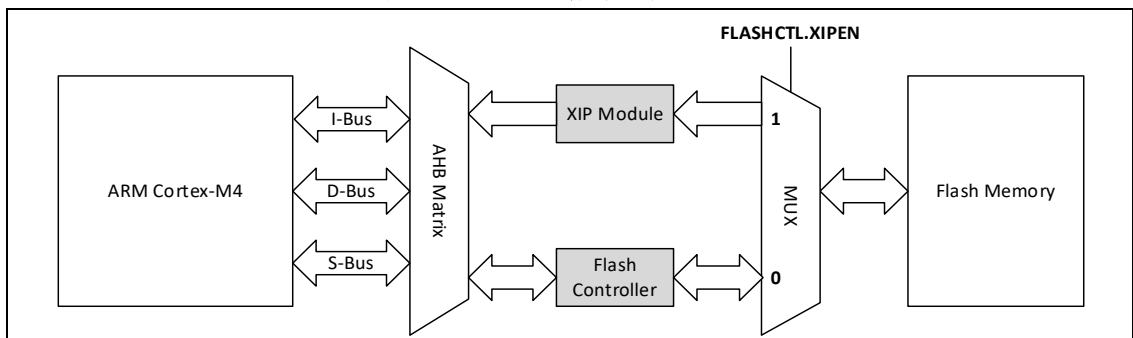 FLASHCTL.XIPEN
I-Bus
XIP Module
1
ARM Cortex-M4
D-Bus
AHB Matrix
MUX
Flash Memory
S-Bus
Flash
Controller
0